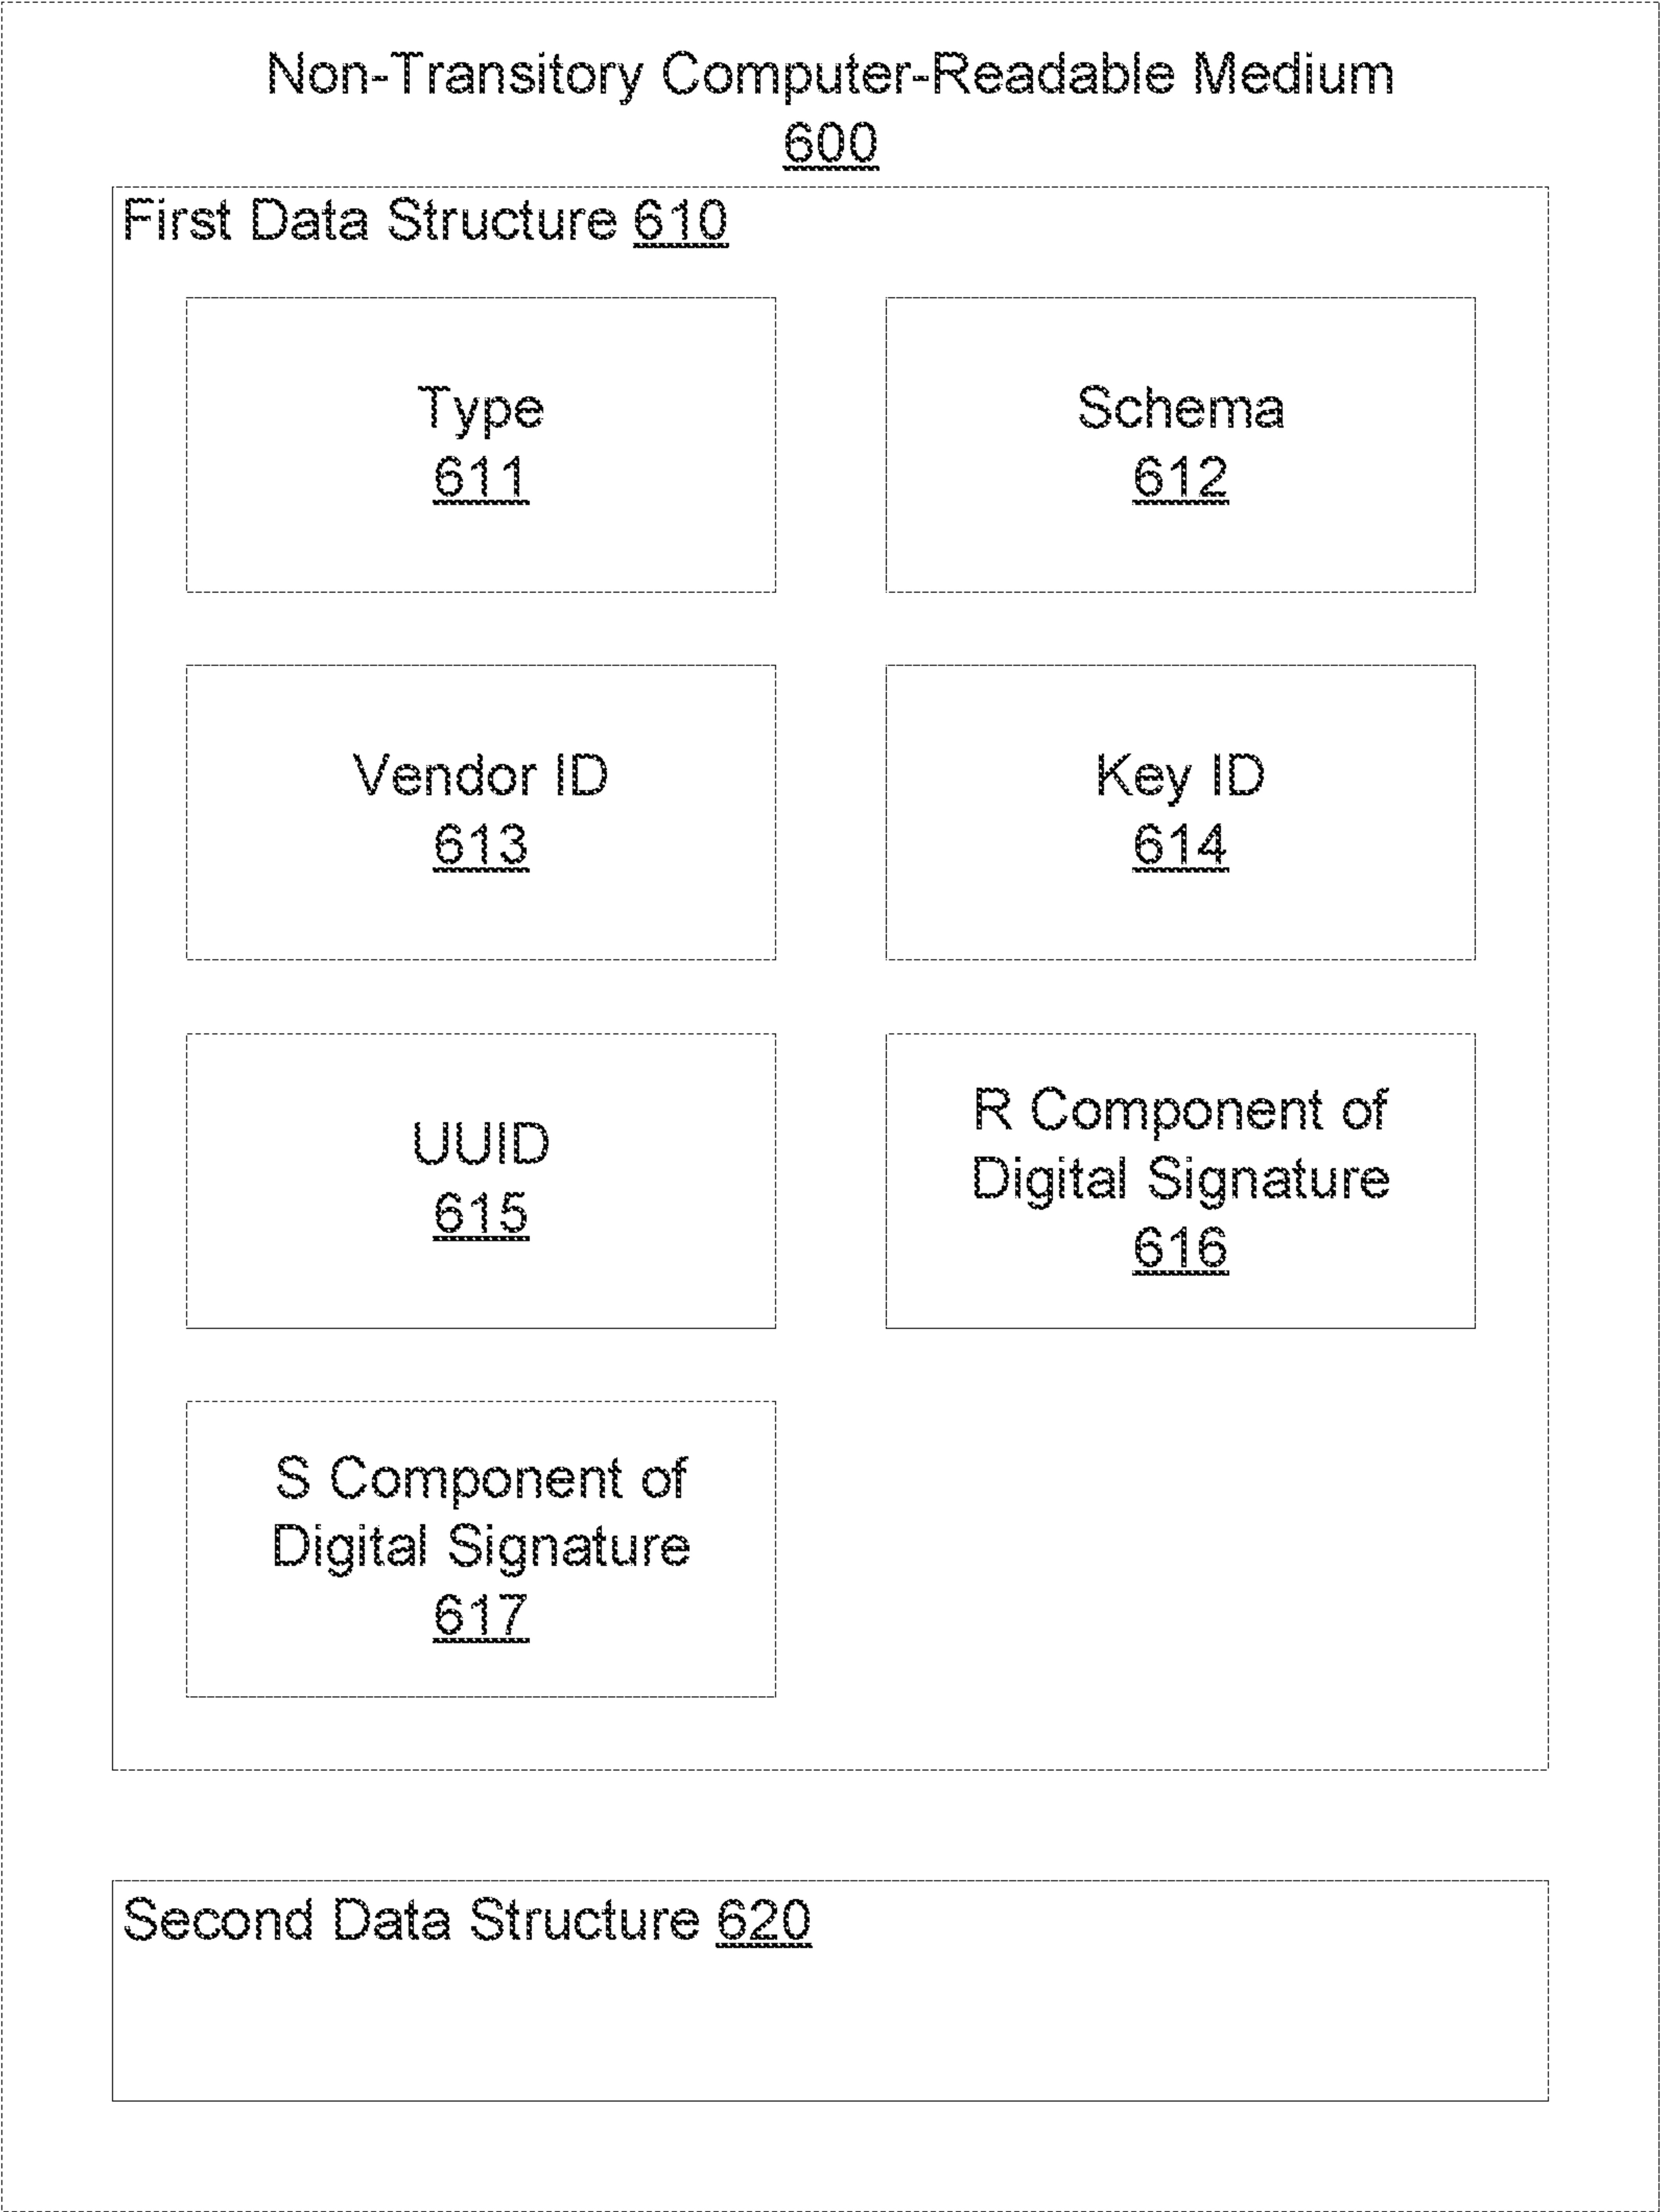 Non-Transitory Computer-Readable Medium
600
First Data Structure 610
Type
611
Schema
612
Vendor ID
613
Key ID
614
UUID
615
R Component of
Digital Signature
616
S Component of
Digital Signature
617
Second Data Structure 620